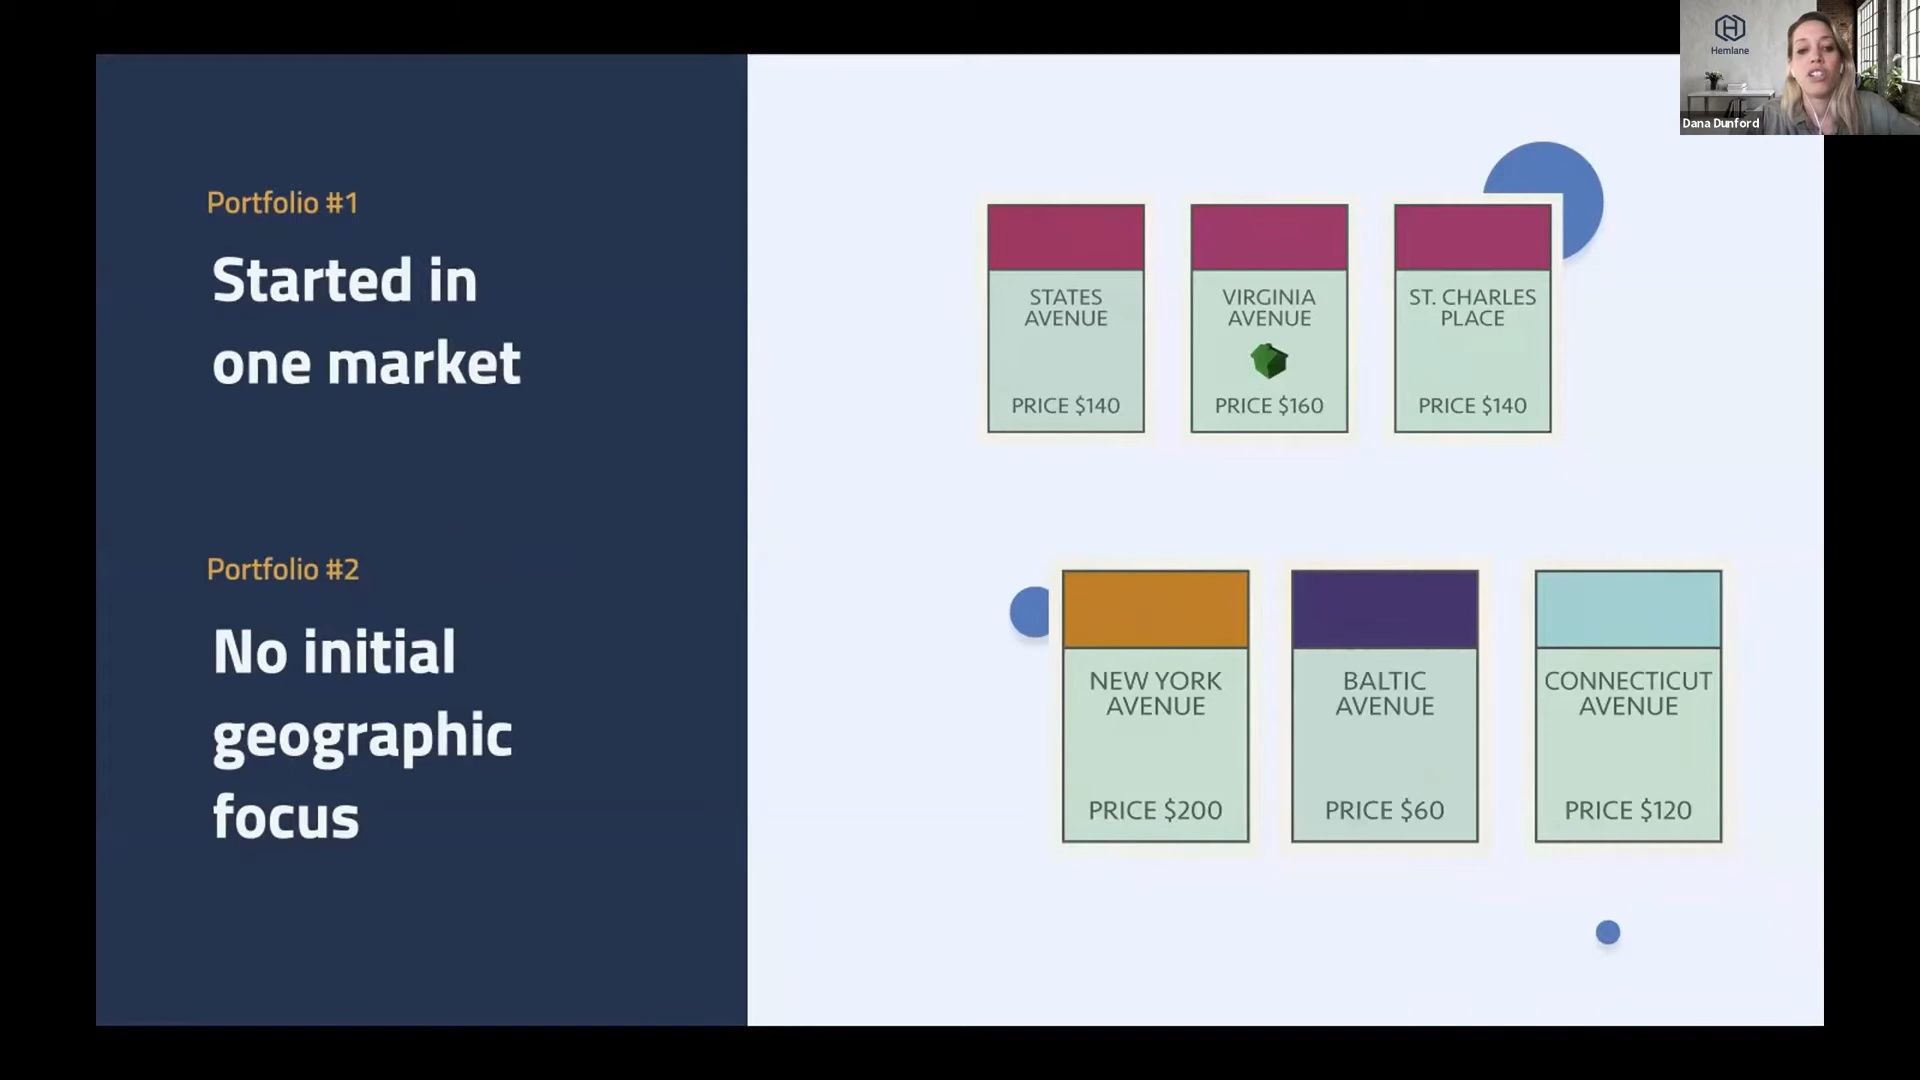 Hemlane
Dana Dunford
Portfolio #1
Started in
one market
STATES
AVENUE
PRICE $140
VIRGINIA
AVENUE
PRICE $160
ST. CHARLES
PLACE
PRICE $140
Portfolio #2
No initial
geographic
focus
NEW YORK
AVENUE
PRICE $200
BALTIC
AVENUE
PRICE $60
CONNECTICUT
AVENUE
PRICE $120